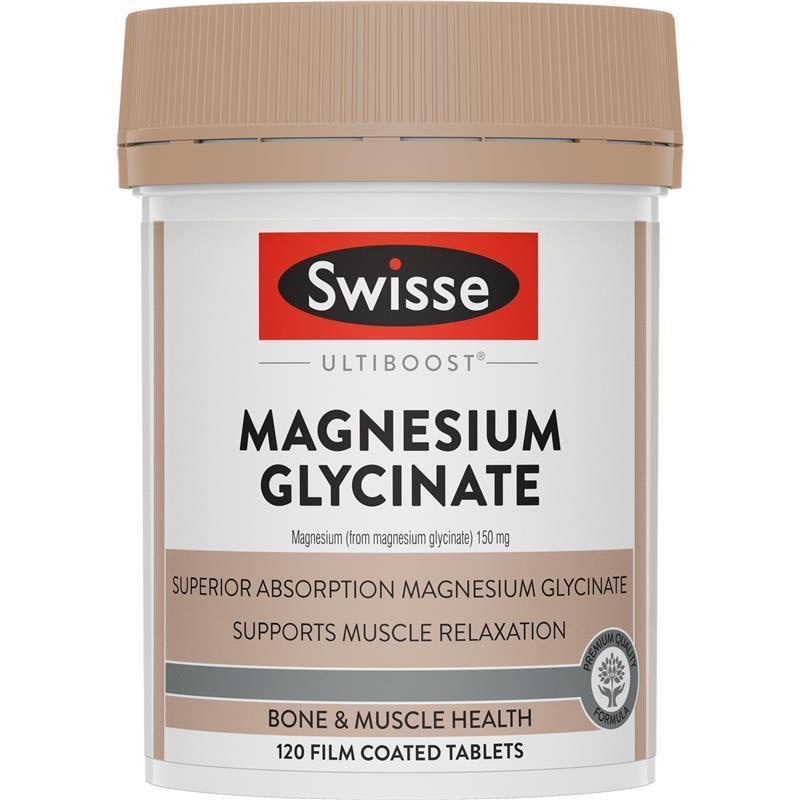 Swisse
ULTIBOOST®
MAGNESIUM
GLYCINATE
Magnesium (from magnesium glycinate) 150 mg
SUPERIOR ABSORPTION MAGNESIUM GLYCINATE
SUPPORTS MUSCLE RELAXATION
PREMIUM QUALITY
FORMULA
BONE & MUSCLE HEALTH
120 FILM COATED TABLETS